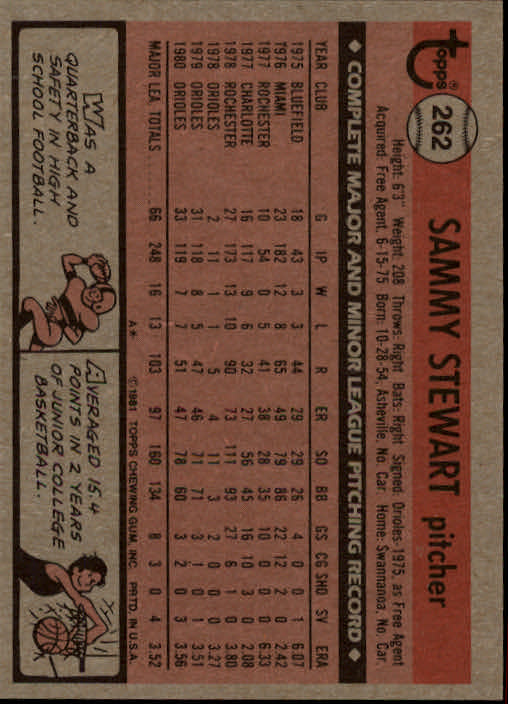 topps®
262
SAMMY STEWART pitcher
Height: 6'3" Weight: 208 Throws: Right Bats: Right Signed: Orioles-1975, as Free Agent
Acquired: Free Agent, 6-15-75 Born: 10-28-54, Asheville, No. Car. Home: Swannanoa, No. Car.
◆ COMPLETE MAJOR AND MINOR LEAGUE PITCHING RECORD ◆
YEAR CLUB G IP W L R ER SO BB GS CG SHO SV ERA
1975 BLUEFIELD 18 43 3 3 44 29 29 26 4 0 0 1 6.07
1976 MIAMI 23 182 12 8 65 49 79 86 22 12 2 0 2.42
1977 ROCHESTER 10 54 0 5 41 38 28 35 10 0 0 0 6.33
1977 CHARLOTTE 16 117 9 6 32 27 56 45 16 10 3 0 2.08
1978 ROCHESTER 27 173 13 10 90 73 111 93 27 6 1 0 3.80
1978 ORIOLES 2 11 1 1 5 4 11 3 2 0 0 0 3.27
1979 ORIOLES 31 118 8 5 47 46 71 71 3 1 0 1 3.51
1980 ORIOLES 33 119 7 7 51 47 78 60 3 2 0 3 3.56
MAJOR LEA. TOTALS 66 248 16 13 103 97 160 134 8 3 0 4 3.52
A* ©1981 TOPPS CHEWING GUM, INC. PRTD. IN U.S.A.
WAS A
QUARTERBACK AND
SAFETY IN HIGH
SCHOOL FOOTBALL.
AVERAGED 15.4
POINTS IN 2 YEARS
OF JUNIOR COLLEGE
BASKETBALL.